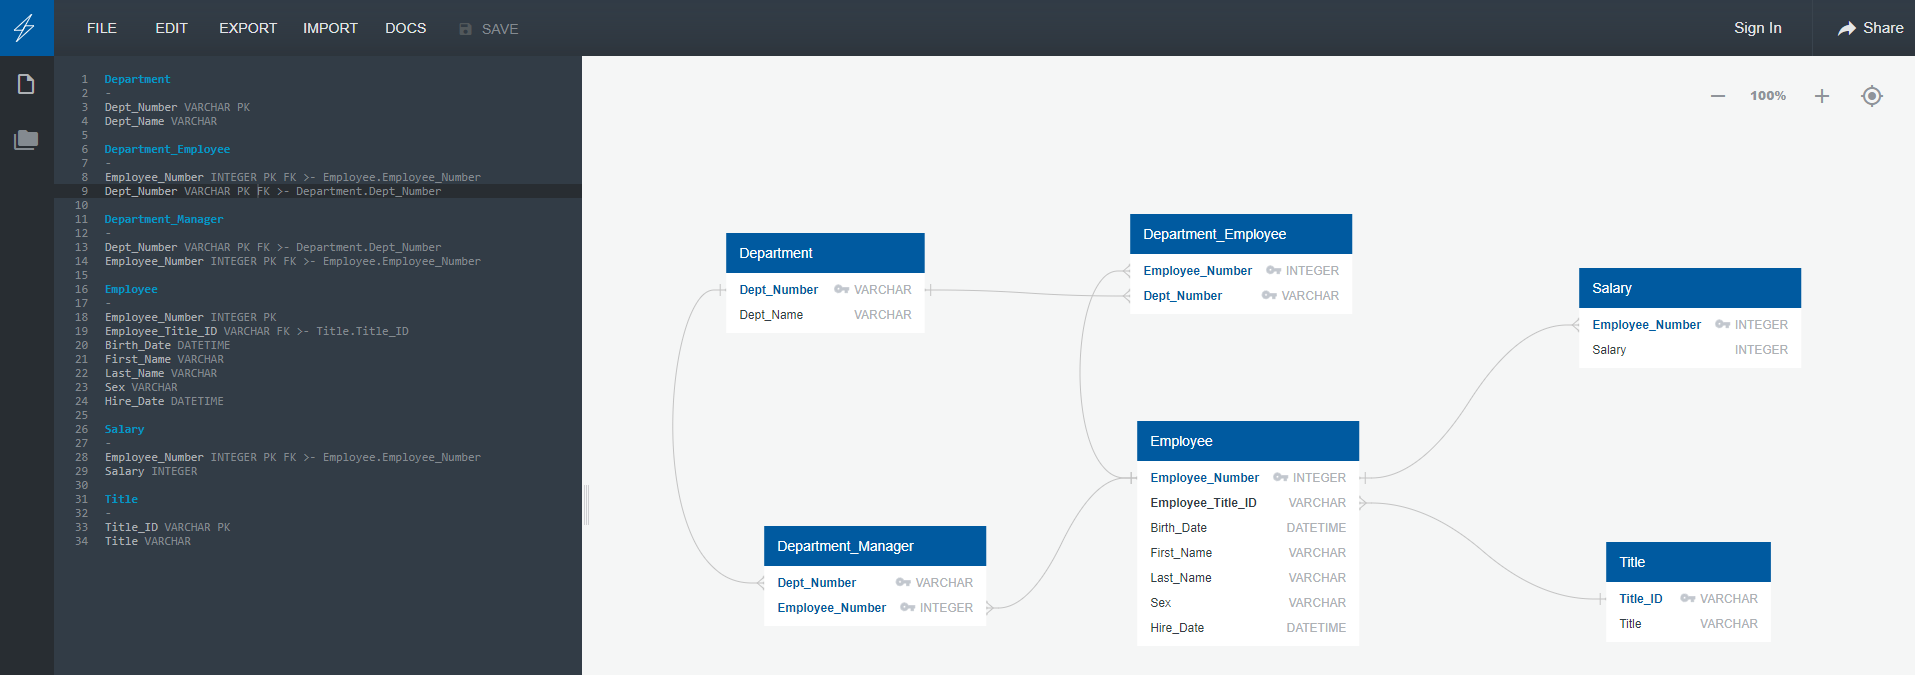 FILE EDIT EXPORT IMPORT DOCS SAVE Sign In Share
1 Department
2 -
3 Dept_Number VARCHAR PK
4 Dept_Name VARCHAR
5
6 Department_Employee
7 -
8 Employee_Number INTEGER PK FK >- Employee.Employee_Number
9 Dept_Number VARCHAR PK FK >- Department.Dept_Number
10
11 Department_Manager
12 -
13 Dept_Number VARCHAR PK FK >- Department.Dept_Number
14 Employee_Number INTEGER PK FK >- Employee.Employee_Number
15
16 Employee
17 -
18 Employee_Number INTEGER PK
19 Employee_Title_ID VARCHAR FK >- Title.Title_ID
20 Birth_Date DATETIME
21 First_Name VARCHAR
22 Last_Name VARCHAR
23 Sex VARCHAR
24 Hire_Date DATETIME
25
26 Salary
27 -
28 Employee_Number INTEGER PK FK >- Employee.Employee_Number
29 Salary INTEGER
30
31 Title
32 -
33 Title_ID VARCHAR PK
34 Title VARCHAR
100%
Department
Dept_Number VARCHAR
Dept_Name VARCHAR
Department_Employee
Employee_Number INTEGER
Dept_Number VARCHAR
Salary
Employee_Number INTEGER
Salary INTEGER
Employee
Employee_Number INTEGER
Employee_Title_ID VARCHAR
Birth_Date DATETIME
First_Name VARCHAR
Last_Name VARCHAR
Sex VARCHAR
Hire_Date DATETIME
Department_Manager
Dept_Number VARCHAR
Employee_Number INTEGER
Title
Title_ID VARCHAR
Title VARCHAR